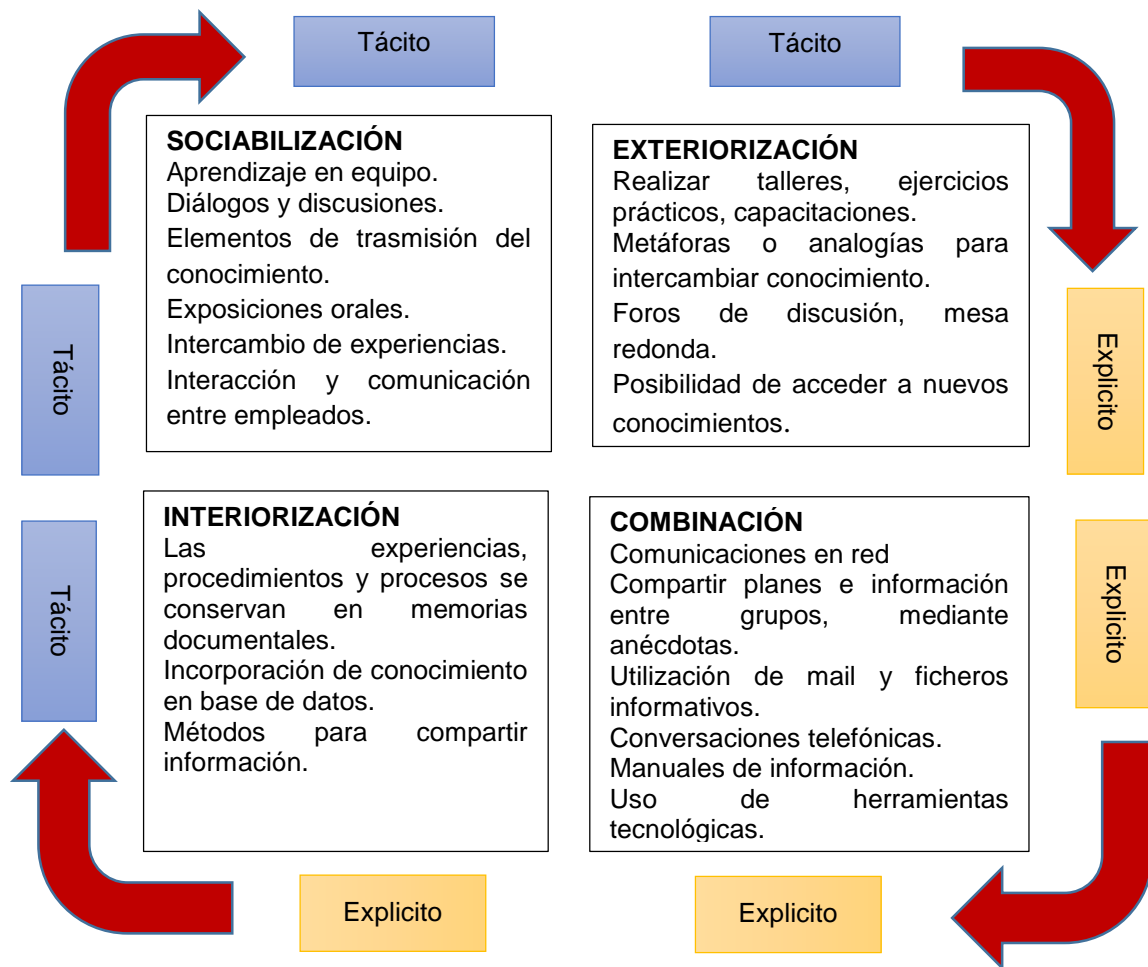 Tácito
Tácito
SOCIABILIZACIÓN
Aprendizaje en equipo.
Diálogos y discusiones.
Elementos de trasmisión del
conocimiento.
Exposiciones orales.
Intercambio de experiencias.
Interacción y comunicación
entre empleados.
EXTERIORIZACIÓN
Realizar talleres, ejercicios
prácticos, capacitaciones.
Metáforas o analogías para
intercambiar conocimiento.
Foros de discusión, mesa
redonda.
Posibilidad de acceder a nuevos
conocimientos.
Tácito
Explicito
INTERIORIZACIÓN
Las experiencias,
procedimientos y procesos se
conservan en memorias
documentales.
Incorporación de conocimiento
en base de datos.
Métodos para compartir
información.
COMBINACIÓN
Comunicaciones en red
Compartir planes e información
entre grupos, mediante
anécdotas.
Utilización de mail y ficheros
informativos.
Conversaciones telefónicas.
Manuales de información.
Uso de herramientas
tecnológicas.
Tácito
Explicito
Explicito
Explicito